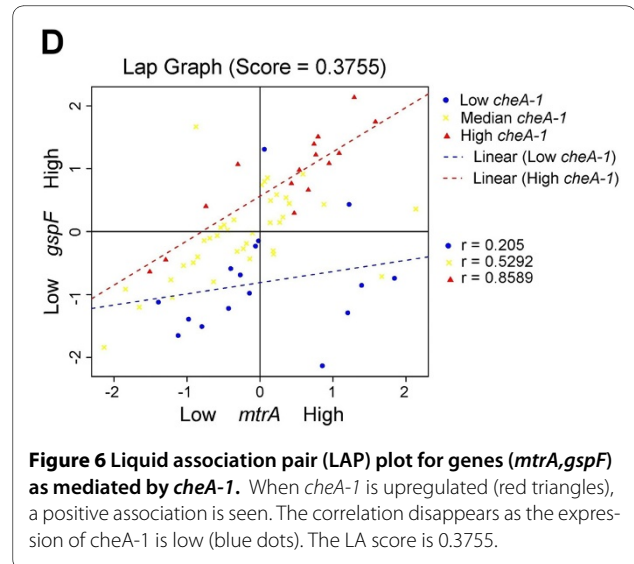 D
Lap Graph (Score = 0.3755)
2
1
0
-1
-2
High
gspF
Low
-2 -1 0 1 2
Low mtrA High
Low cheA-1
Median cheA-1
High cheA-1
Linear (Low cheA-1)
Linear (High cheA-1)
r = 0.205
r = 0.5292
r = 0.8589
Figure 6 Liquid association pair (LAP) plot for genes (mtrA,gspF)
as mediated by cheA-1. When cheA-1 is upregulated (red triangles),
a positive association is seen. The correlation disappears as the expres-
sion of cheA-1 is low (blue dots). The LA score is 0.3755.